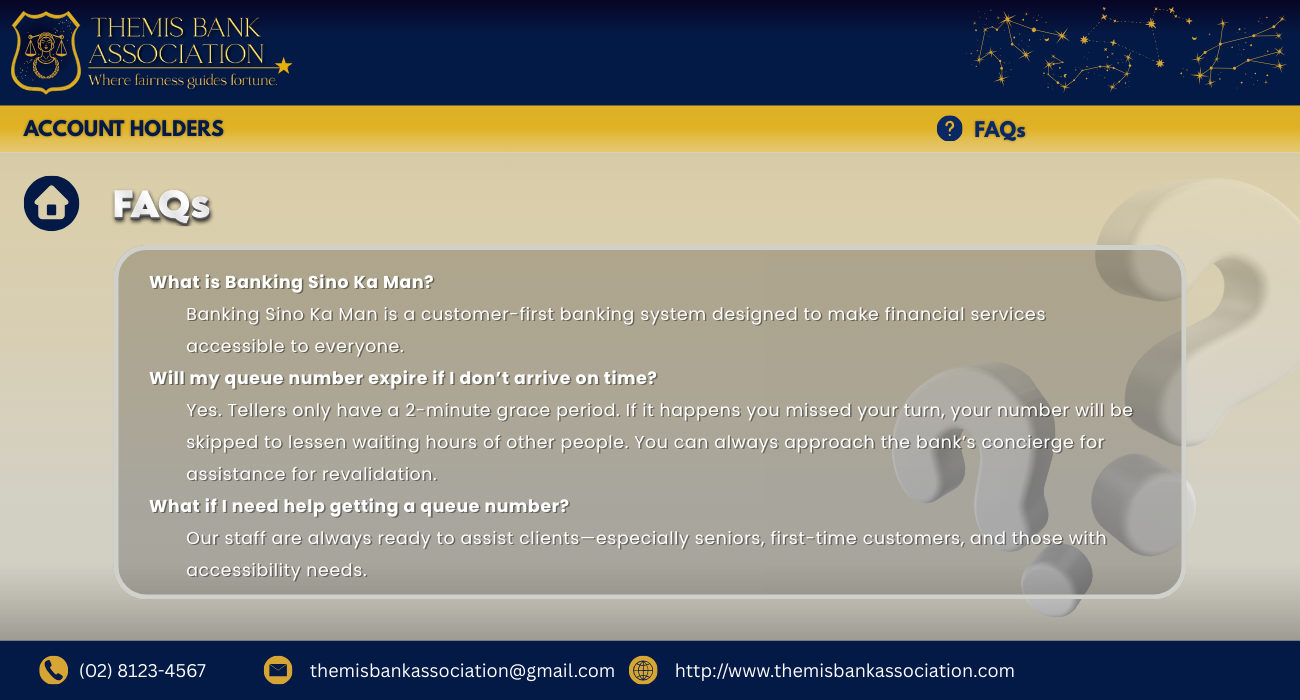 THEMIS BANK
ASSOCIATION
Where fairness guides fortune.
ACCOUNT HOLDERS
? FAQs
FAQs
What is Banking Sino Ka Man?
Banking Sino Ka Man is a customer-first banking system designed to make financial services
accessible to everyone.
Will my queue number expire if I don’t arrive on time?
Yes. Tellers only have a 2-minute grace period. If it happens you missed your turn, your number will be
skipped to lessen waiting hours of other people. You can always approach the bank’s concierge for
assistance for revalidation.
What if I need help getting a queue number?
Our staff are always ready to assist clients—especially seniors, first-time customers, and those with
accessibility needs.
(02) 8123-4567
themisbankassociation@gmail.com
http://www.themisbankassociation.com